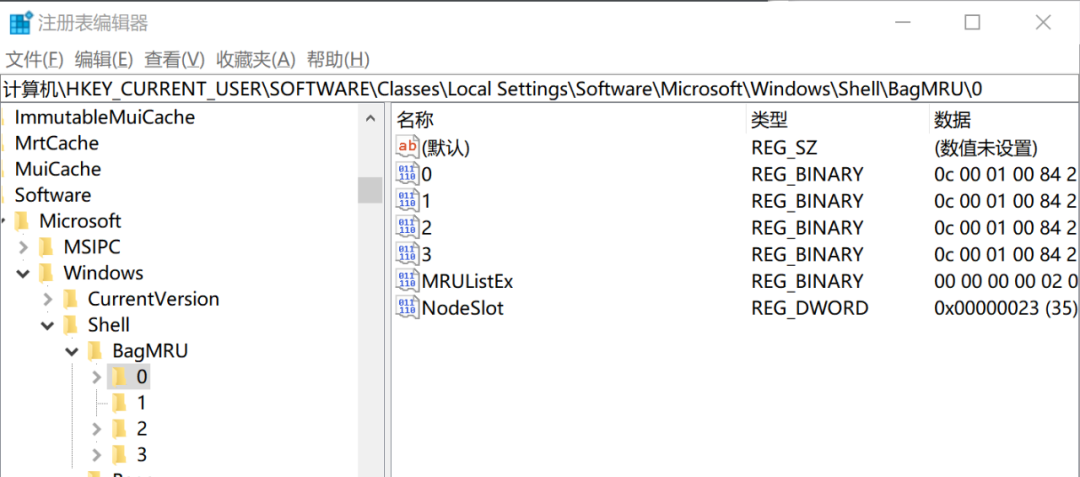 注册表编辑器
文件(F) 编辑(E) 查看(V) 收藏夹(A) 帮助(H)
计算机\HKEY_CURRENT_USER\SOFTWARE\Classes\Local Settings\Software\Microsoft\Windows\Shell\BagMRU\0
ImmutableMuiCache
MrtCache
MuiCache
Software
Microsoft
MSIPC
Windows
CurrentVersion
Shell
BagMRU
0
1
2
3
名称 类型 数据
ab (默认) REG_SZ (数值未设置)
0 REG_BINARY 0c 00 01 00 84 2
1 REG_BINARY 0c 00 01 00 84 2
2 REG_BINARY 0c 00 01 00 84 2
3 REG_BINARY 0c 00 01 00 84 2
MRUListEx REG_BINARY 00 00 00 00 02 0
NodeSlot REG_DWORD 0x00000023 (35)